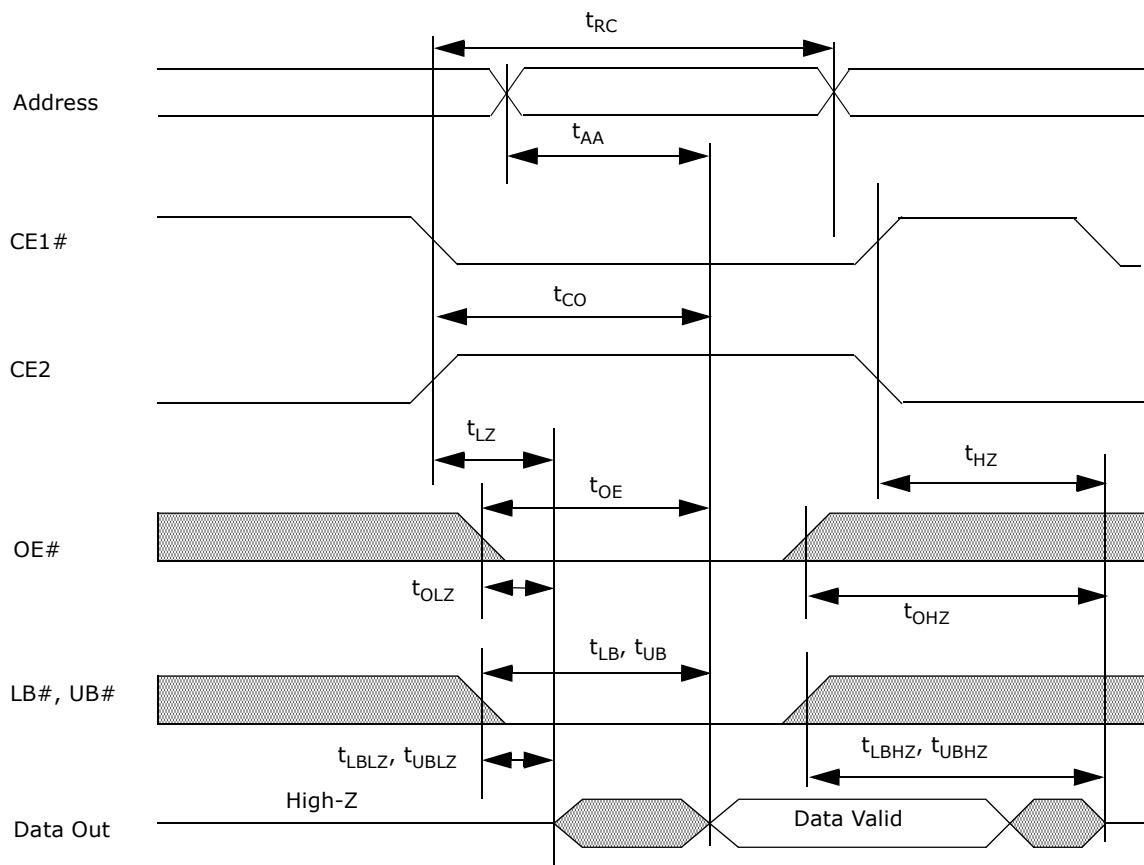 tRC
Address
tAA
CE1#
tCO
CE2
tLZ
tHZ
tOE
OE#
tOLZ
tOHZ
tLB, tUB
LB#, UB#
tLBLZ, tUBLZ
tLBHZ, tUBHZ
High-Z
Data Valid
Data Out